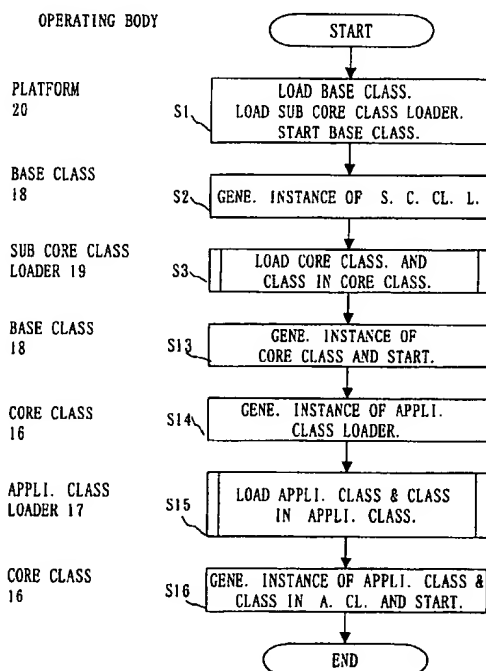 OPERATING BODY
START
PLATFORM
20
S1
LOAD BASE CLASS.
LOAD SUB CORE CLASS LOADER.
START BASE CLASS.
BASE CLASS
18
S2
GENE. INSTANCE OF S. C. CL. L.
SUB CORE CLASS
LOADER 19
S3
LOAD CORE CLASS. AND
CLASS IN CORE CLASS.
BASE CLASS
18
S13
GENE. INSTANCE OF
CORE CLASS AND START.
CORE CLASS
16
S14
GENE. INSTANCE OF APPLI.
CLASS LOADER.
APPLI. CLASS
LOADER 17
S15
LOAD APPLI. CLASS & CLASS
IN APPLI. CLASS.
CORE CLASS
16
S16
GENE. INSTANCE OF APPLI. CLASS &
CLASS IN A. CL. AND START.
END